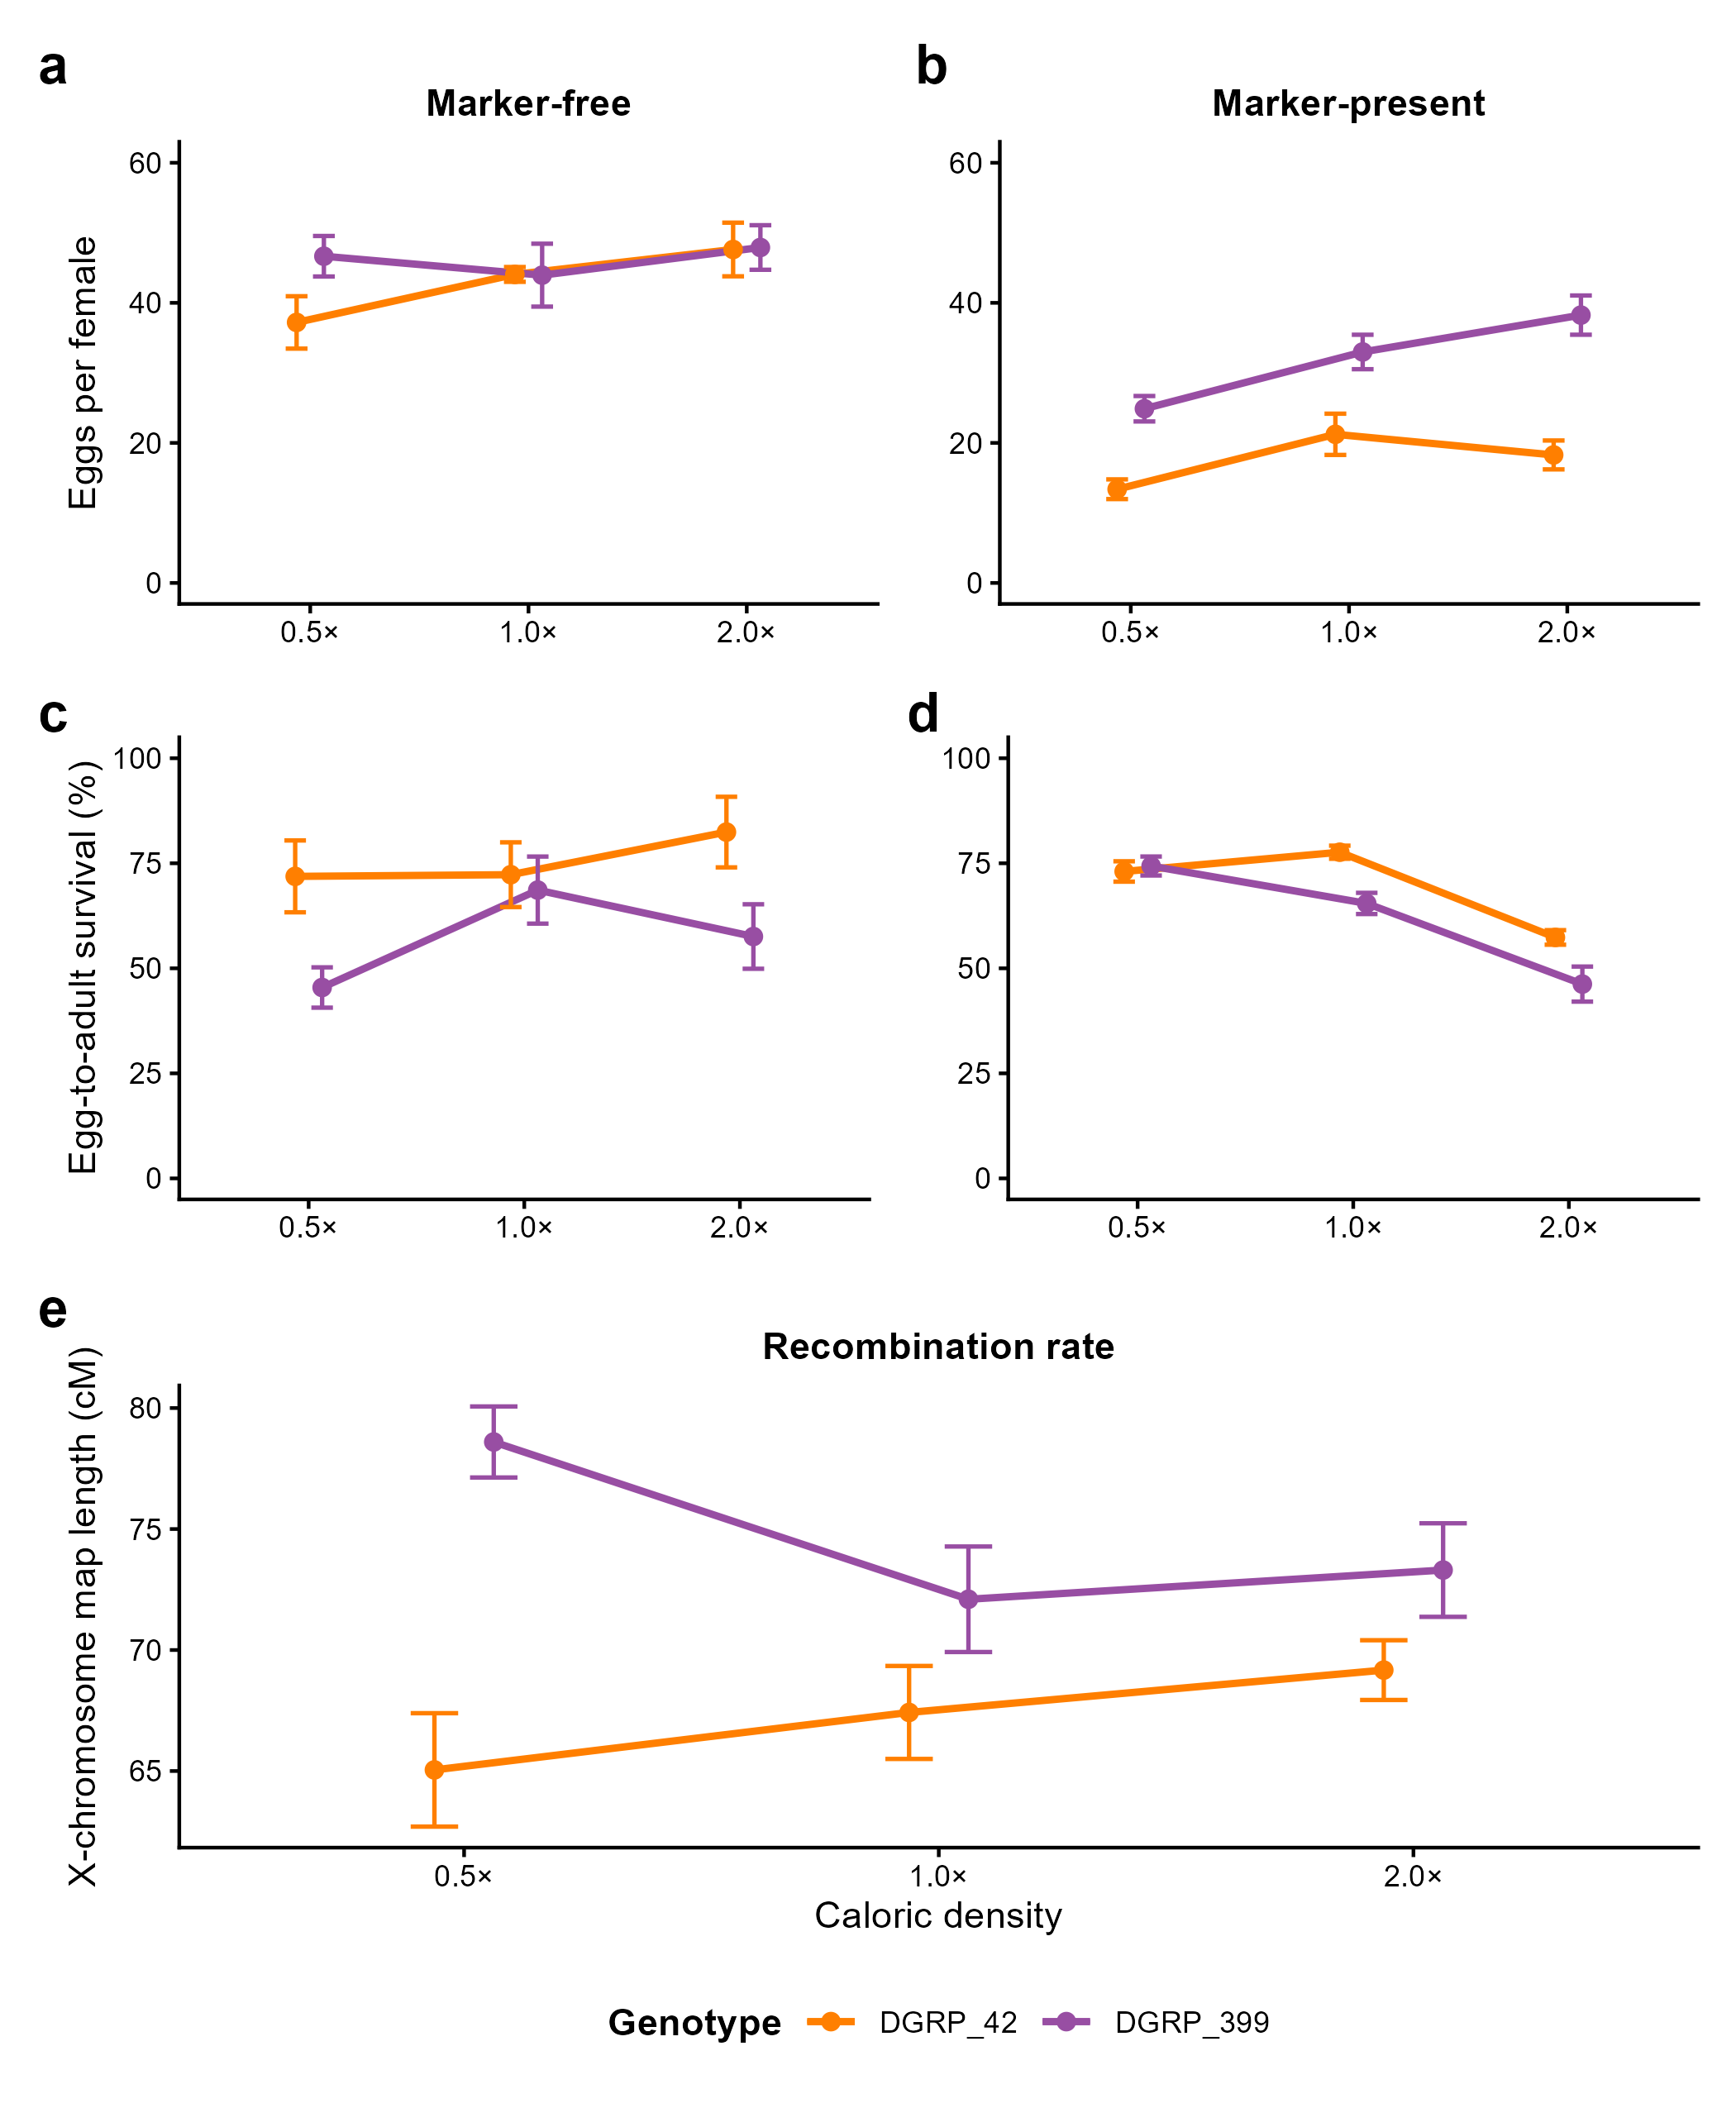 a
b
Marker-free
Marker-present
Eggs per female
60
40
20
0
0.5× 1.0× 2.0×
60
40
20
0
0.5× 1.0× 2.0×
c
d
Egg-to-adult survival (%)
100
75
50
25
0
0.5× 1.0× 2.0×
100
75
50
25
0
0.5× 1.0× 2.0×
e
Recombination rate
X-chromosome map length (cM)
80
75
70
65
0.5× 1.0× 2.0×
Caloric density
Genotype DGRP_42 DGRP_399